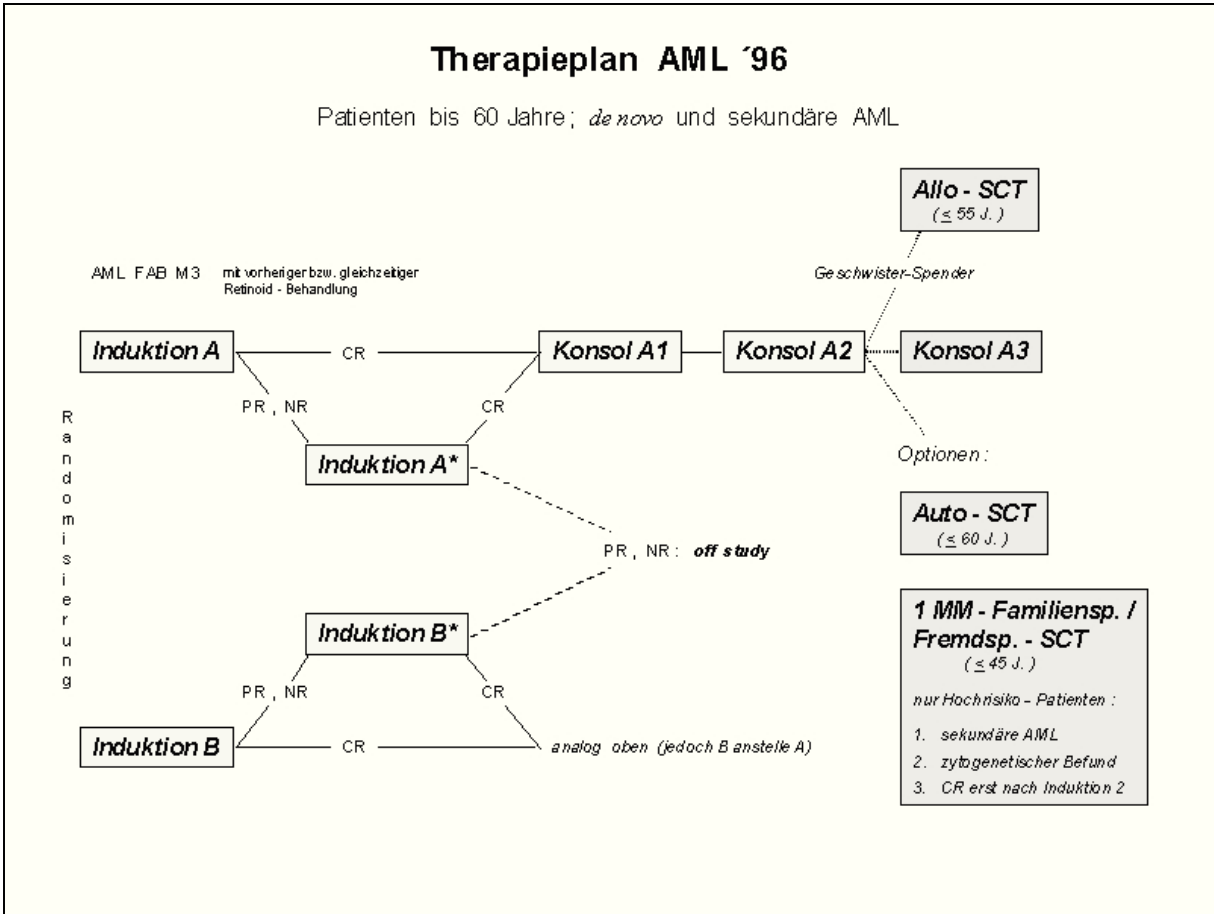 Therapieplan AML ´96
Patienten bis 60 Jahre; de novo und sekundäre AML
Allo - SCT
( ≤ 55 J. )
AML FAB M3 mit vorheriger bzw. gleichzeitiger
Retinoid - Behandlung
Geschwister-Spender
Induktion A
CR
Konsol A1
Konsol A2
Konsol A3
PR , NR
CR
Randomisierung
Induktion A*
Optionen :
Auto - SCT
( ≤ 60 J. )
PR , NR : off study
1 MM - Familiensp. /
Fremdsp. - SCT
( ≤ 45 J. )
nur Hochrisiko – Patienten :
1. sekundäre AML
2. zytogenetischer Befund
3. CR erst nach Induktion 2
Induktion B*
PR , NR
CR
Induktion B
CR
analog oben (jedoch B anstelle A)